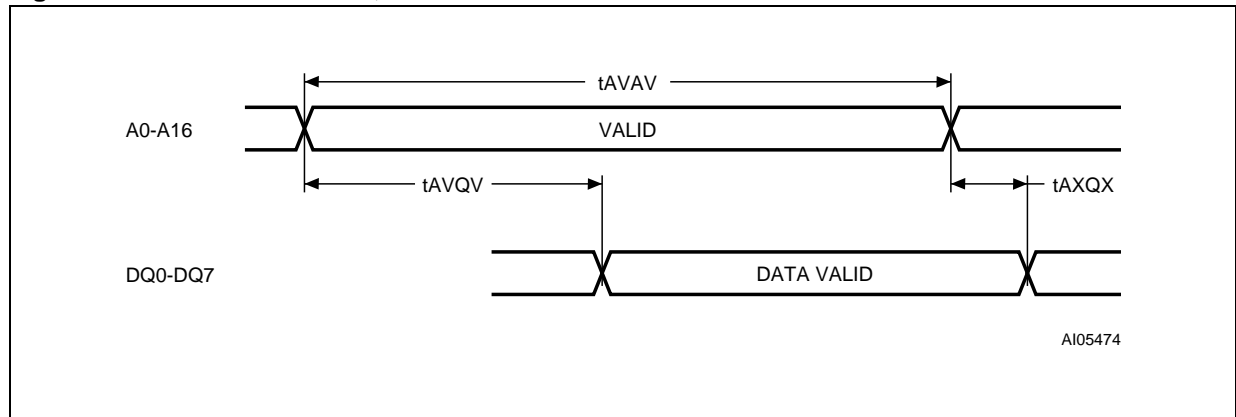 tAVAV
A0-A16
VALID
tAVQV
tAXQX
DQ0-DQ7
DATA VALID
AI05474